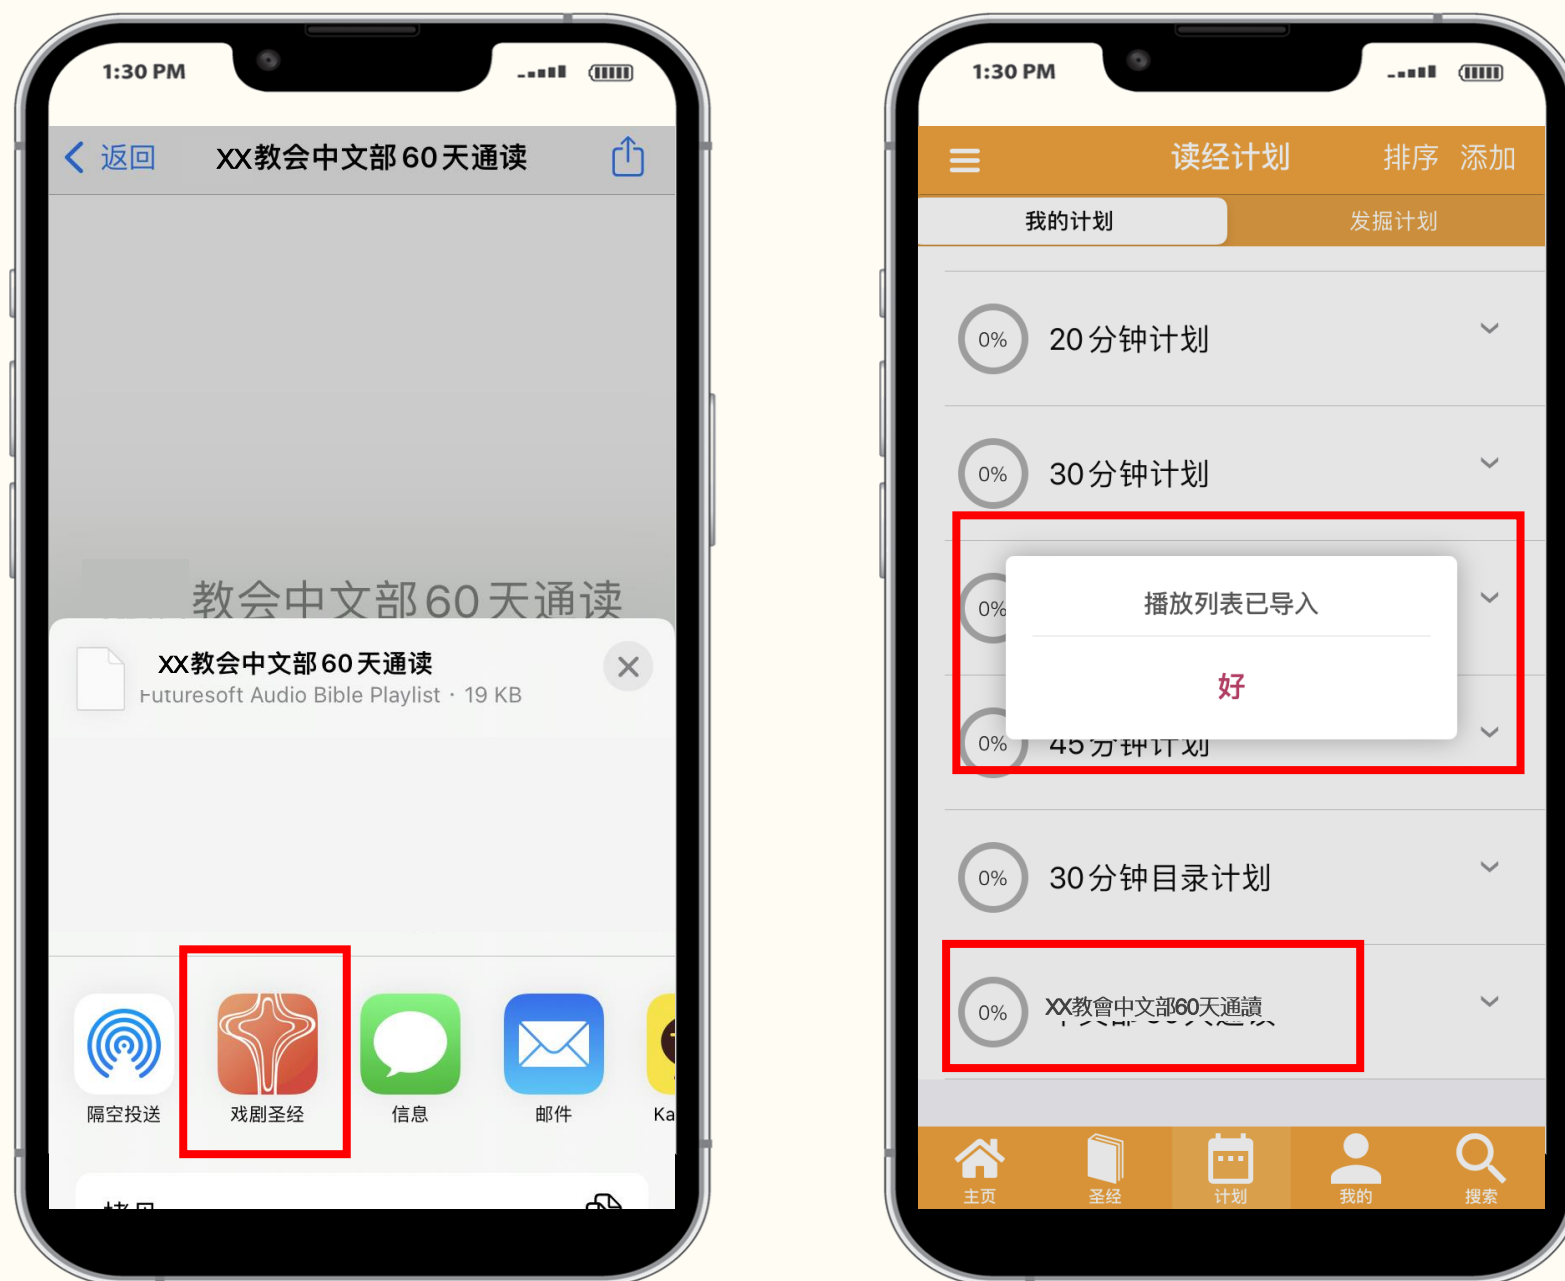 1:30 PM
返回
XX教会中文部60天通读
教会中文部60天通读
XX教会中文部60天通读
Futuresoft Audio Bible Playlist · 19 KB
隔空投送
戏剧圣经
信息
邮件
Ka
拷贝
1:30 PM
读经计划
排序
添加
我的计划
发掘计划
0%
20分钟计划
0%
30分钟计划
0%
播放列表已导入
好
0%
45分钟计划
0%
30分钟目录计划
0%
XX教會中文部60天通讀
主页
圣经
计划
我的
搜索